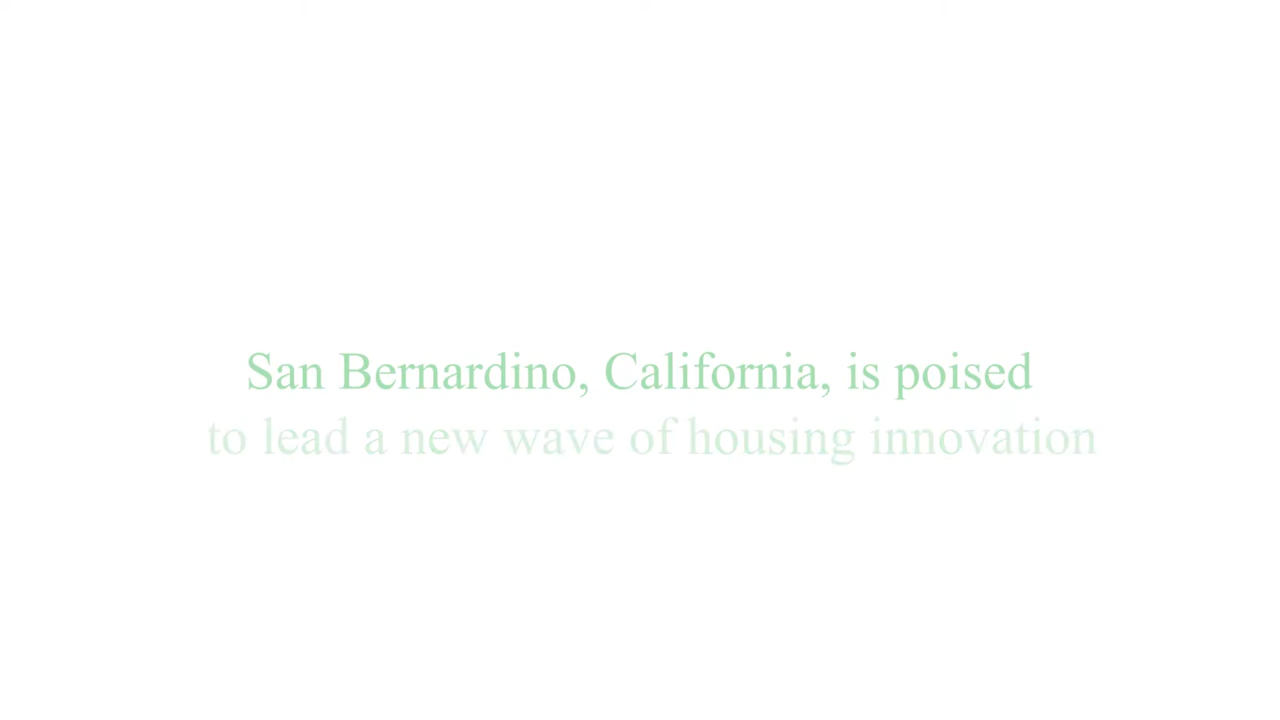 San Bernardino, California, is poised
to lead a new wave of housing innovation